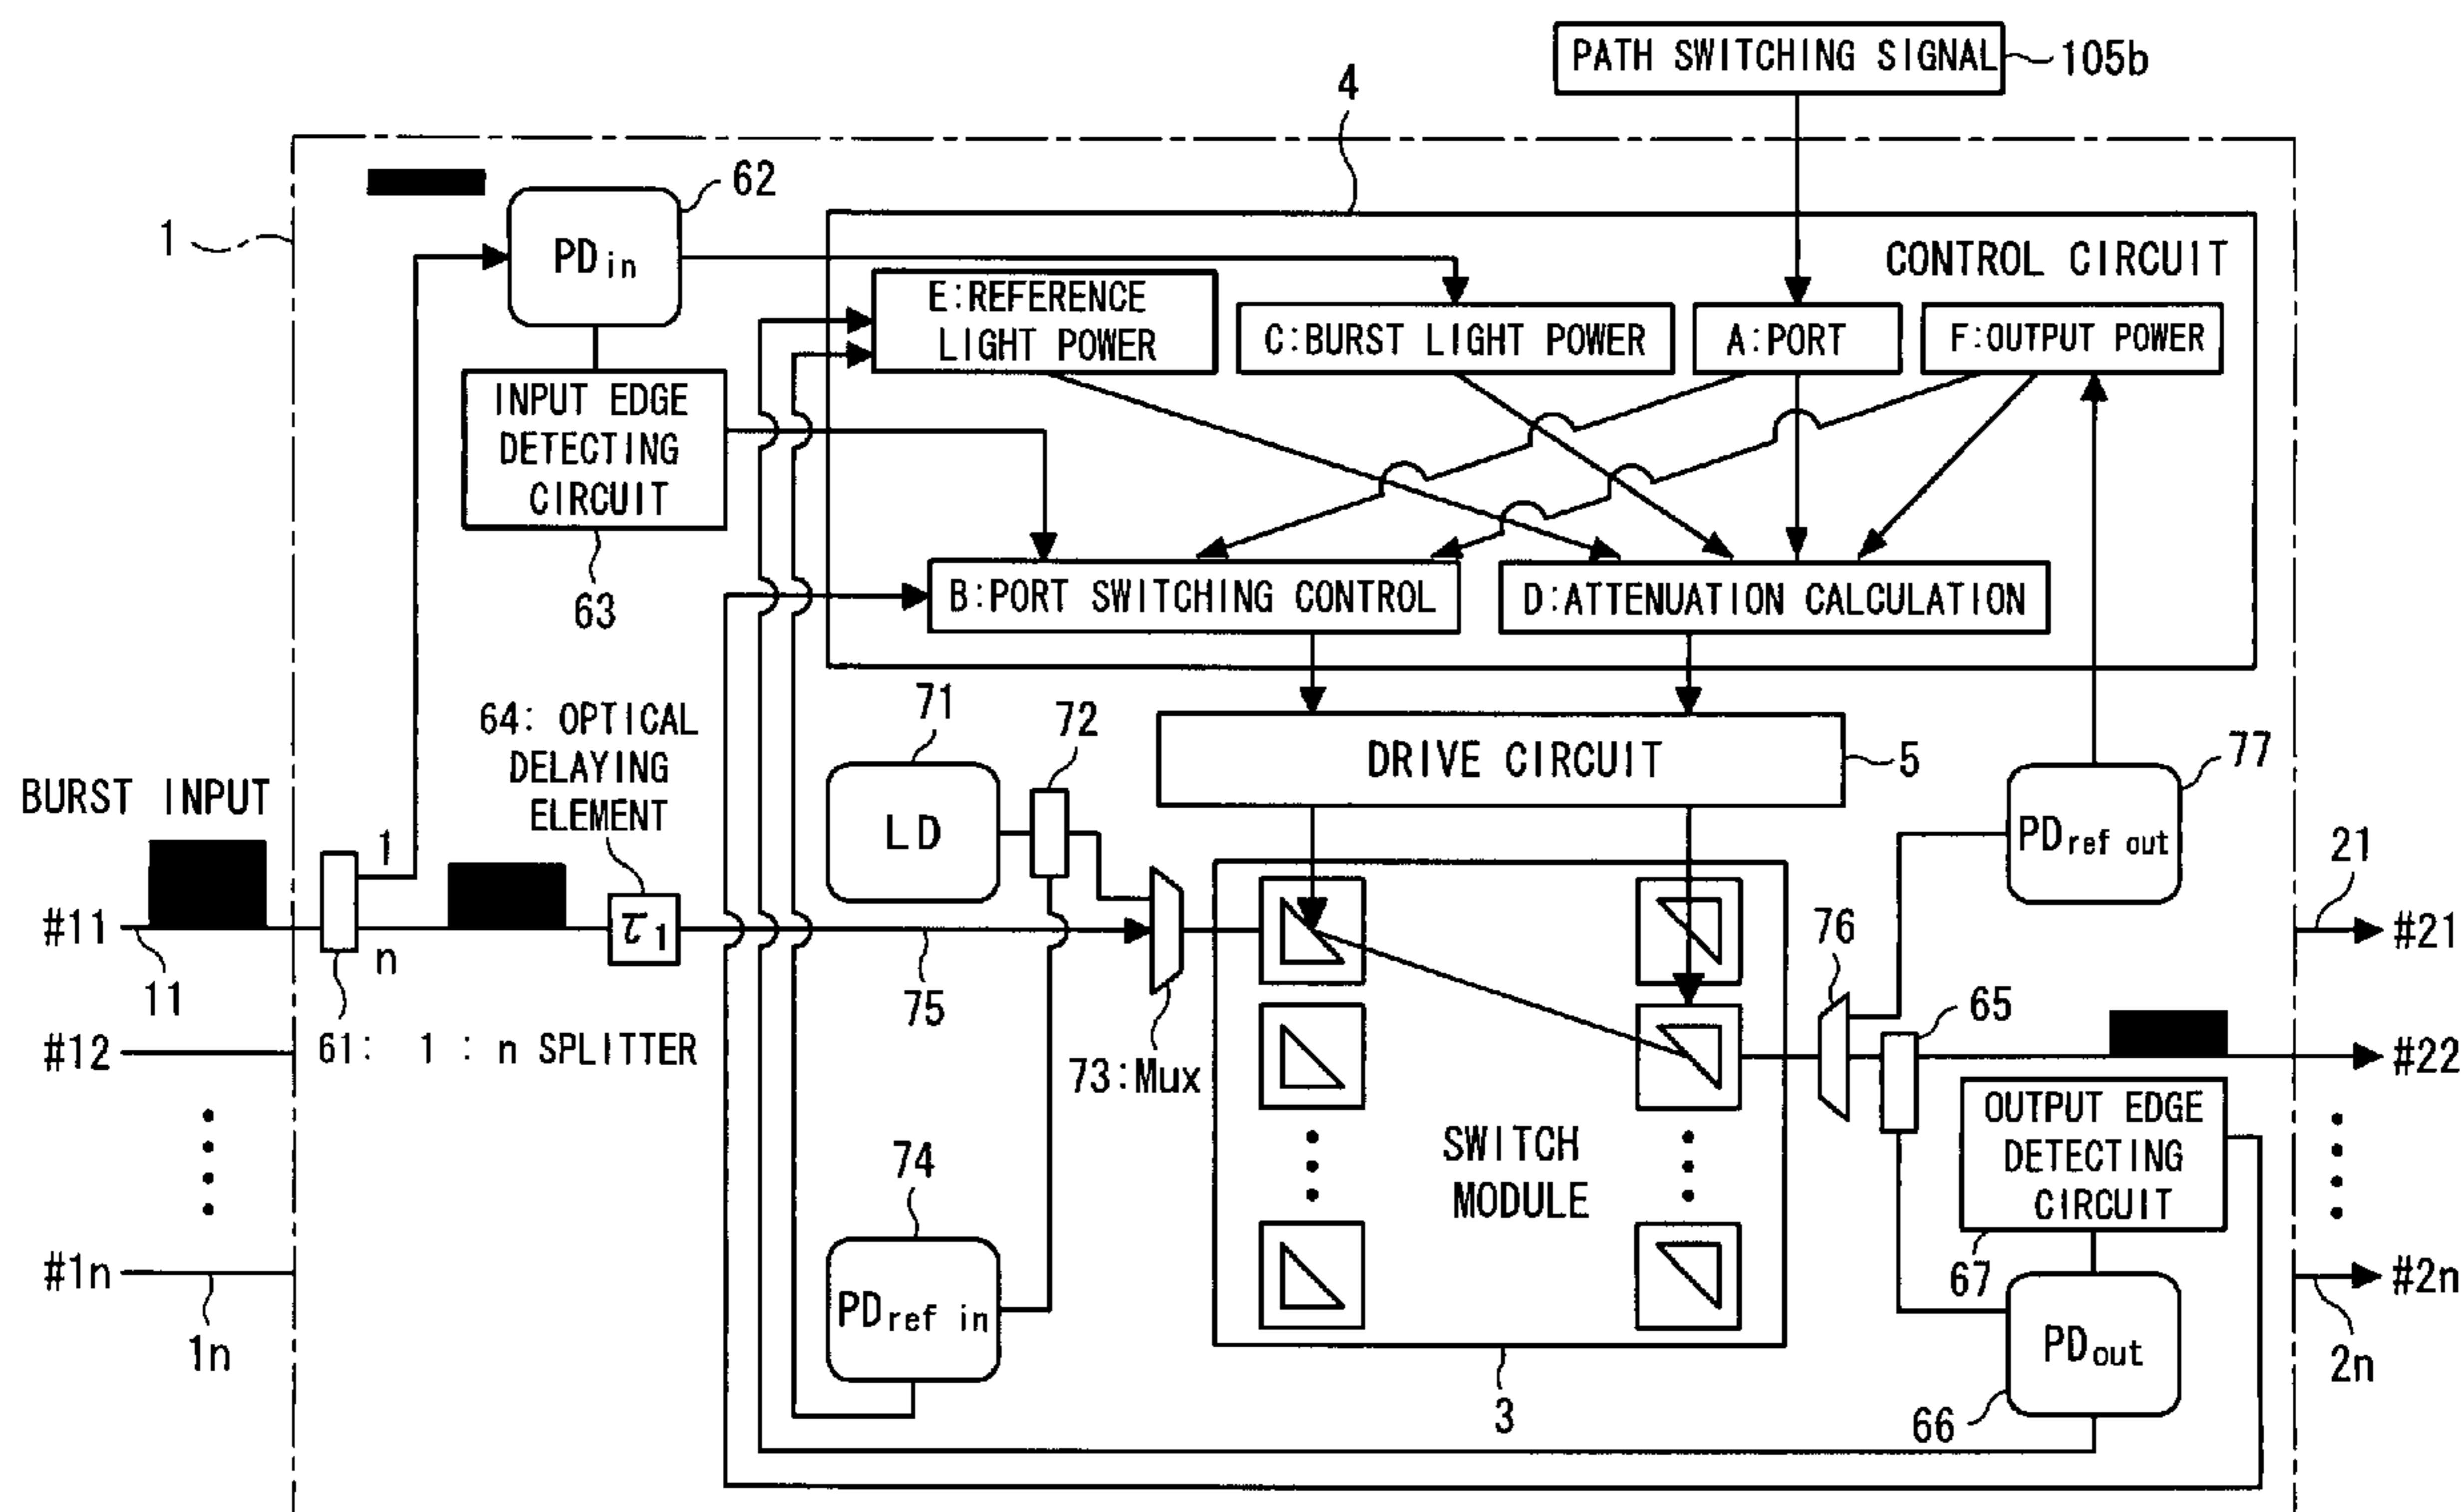 PATH SWITCHING SIGNAL
105b
4
62
1
PDin
CONTROL CIRCUIT
E:REFERENCE
LIGHT POWER
C:BURST LIGHT POWER
A:PORT
F:OUTPUT POWER
INPUT EDGE
DETECTING
CIRCUIT
63
B:PORT SWITCHING CONTROL
D:ATTENUATION CALCULATION
64: OPTICAL
DELAYING
ELEMENT
71
72
DRIVE CIRCUIT
5
77
BURST INPUT
LD
PDref out
1
21
#11
n
τ1
76
#21
11
75
65
#12
61: 1 : n SPLITTER
73:Mux
#22
OUTPUT EDGE
DETECTING
CIRCUIT
SWITCH
MODULE
74
67
#1n
#2n
1n
PDref in
PDout
2n
3
66